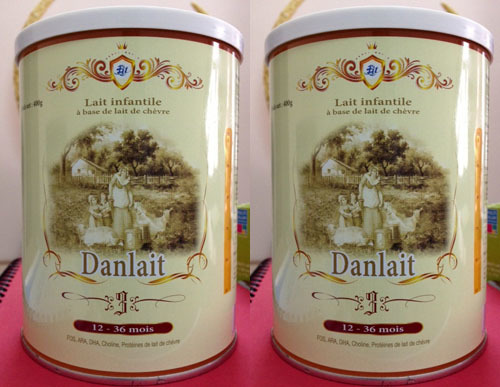 Lait infantile
à base de lait de chèvre
400g
Danlait
3
12 - 36 mois
FOS, ARA, DHA, Choline, Protéines de lait de chèvre
Lait infantile
à base de lait de chèvre
400g
Danlait
3
12 - 36 mois
FOS, ARA, DHA, Choline, Protéines de lait de chèvre